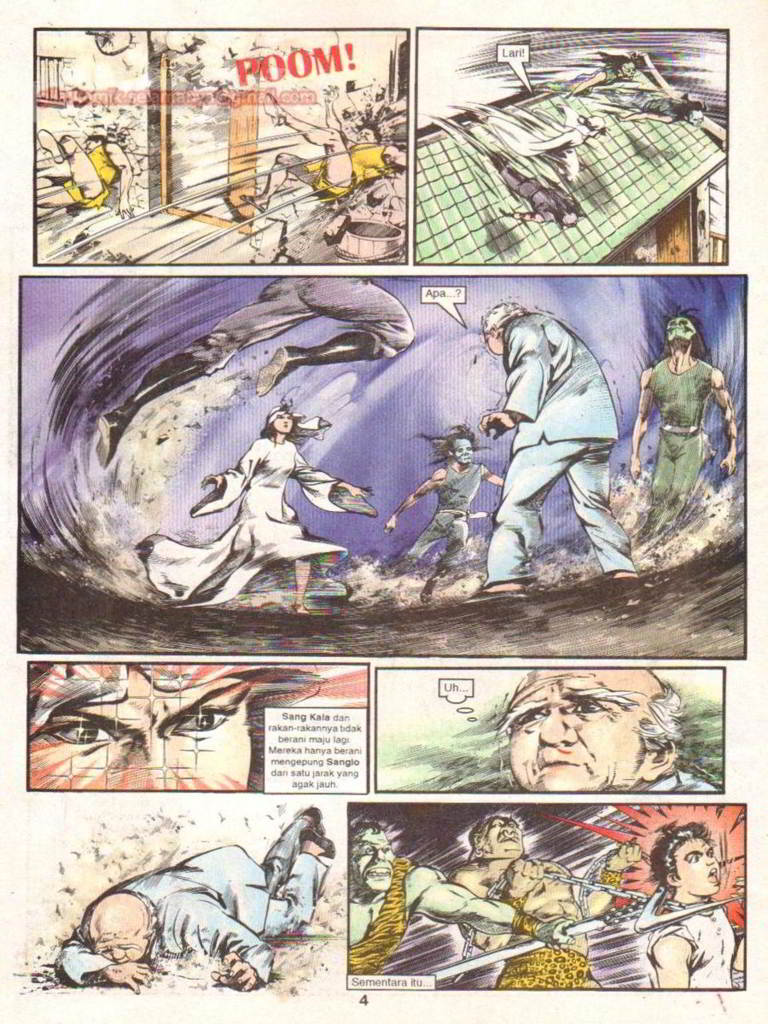 POOM!
Lari!
Apa...?
Sang Kala dan
rakan-rakannya tidak
berani maju lagi.
Mereka hanya berani
mengepung Sanglo
dari satu jarak yang
agak jauh.
Uh...
Sementara itu...
4